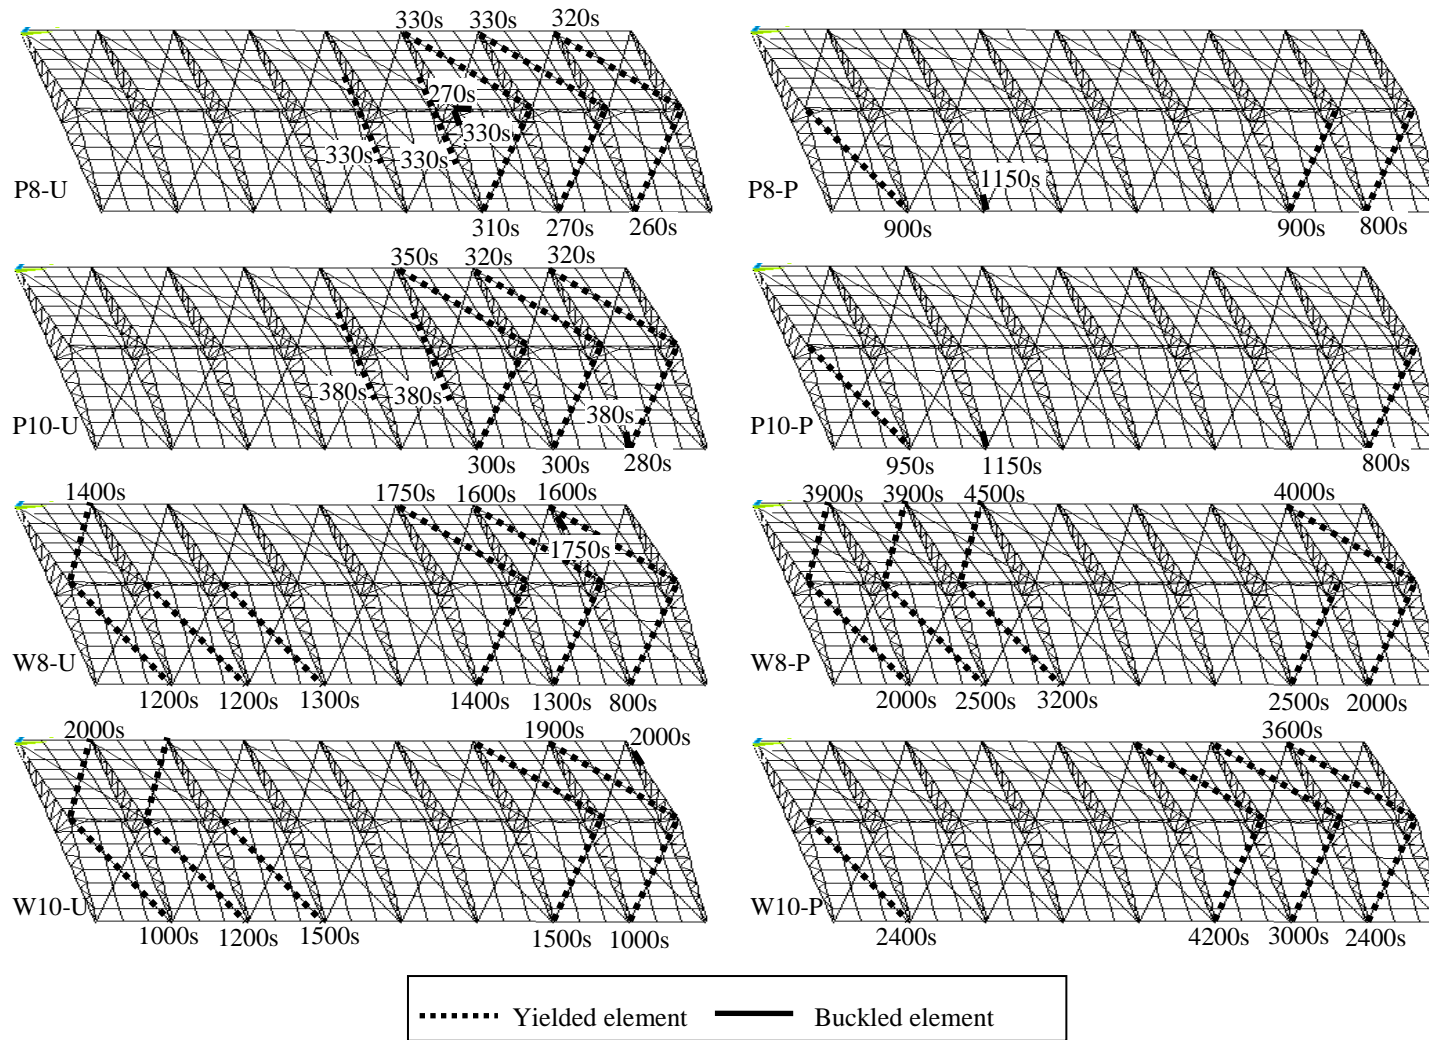 330s 330s 320s
270s
330s
330s 330s
P8-U
310s 270s 260s
1150s
P8-P
900s 900s 800s
350s 320s 320s
380s 380s 380s
P10-U
300s 300s 280s
P10-P
950s 1150s 800s
1400s 1750s 1600s 1600s
1750s
W8-U
1200s 1200s 1300s 1400s 1300s 800s
3900s 3900s 4500s 4000s
W8-P
2000s 2500s 3200s 2500s 2000s
2000s 1900s 2000s
W10-U
1000s 1200s 1500s 1500s 1000s
3600s
W10-P
2400s 4200s 3000s 2400s
Yielded element Buckled element